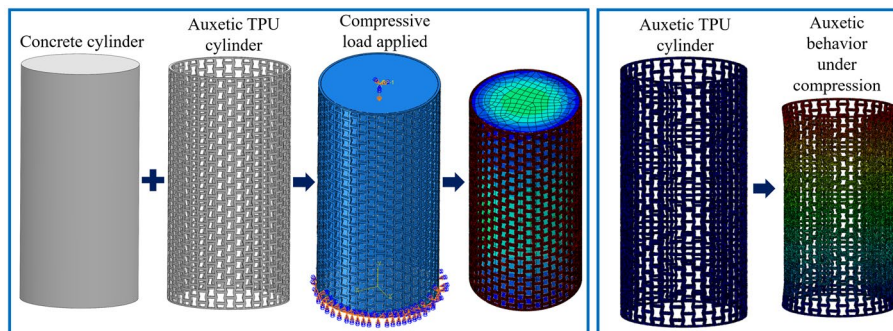 Concrete cylinder
Auxetic TPU
cylinder
Compressive
load applied
Auxetic TPU
cylinder
Auxetic
behavior
under
compression